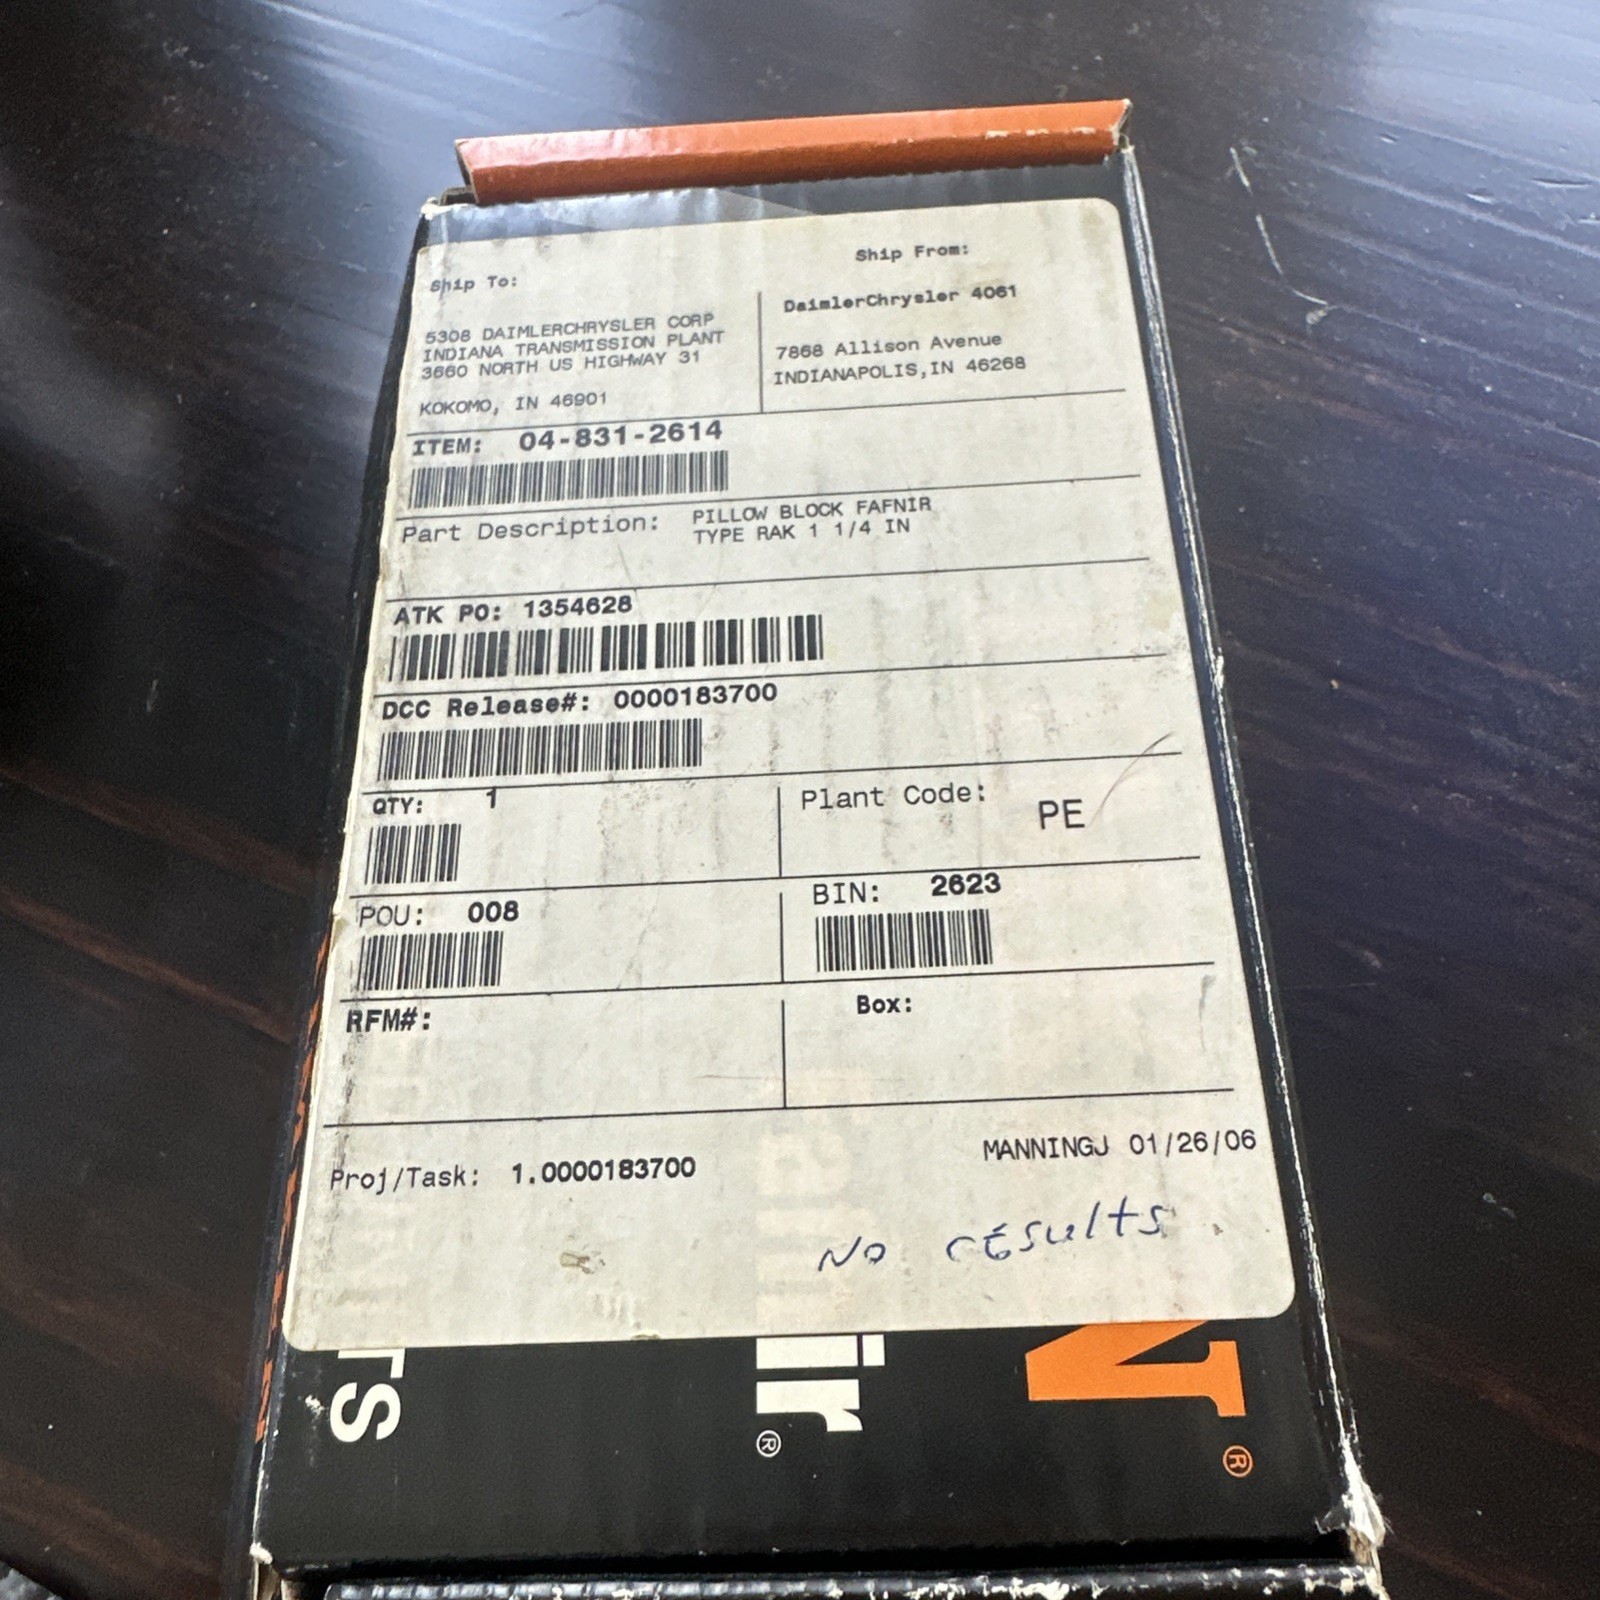 Ship To:
5308 DAIMLERCHRYSLER CORP
INDIANA TRANSMISSION PLANT
3660 NORTH US HIGHWAY 31
KOKOMO, IN 46901
Ship From:
DaimlerChrysler 4061
7868 Allison Avenue
INDIANAPOLIS,IN 46268
ITEM: 04-831-2614
Part Description: PILLOW BLOCK FAFNIR
TYPE RAK 1 1/4 IN
ATK PO: 1354628
DCC Release#: 0000183700
QTY: 1
Plant Code: PE
POU: 008
BIN: 2623
RFM#:
Box:
MANNINGJ 01/26/06
Proj/Task: 1.0000183700
No results
N®
ir®
rs